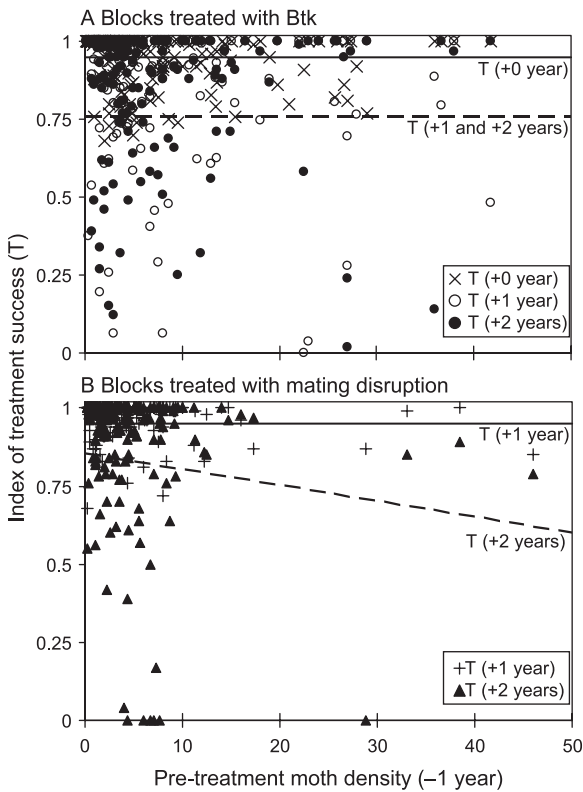 A Blocks treated with Btk
1
0.75
0.5
0.25
0
T (+0 year)
T (+1 and +2 years)
T (+0 year)
T (+1 year)
T (+2 years)
Index of treatment success (T)
B Blocks treated with mating disruption
1
0.75
0.5
0.25
0
T (+1 year)
T (+2 years)
T (+1 year)
T (+2 years)
0 10 20 30 40 50
Pre-treatment moth density (–1 year)